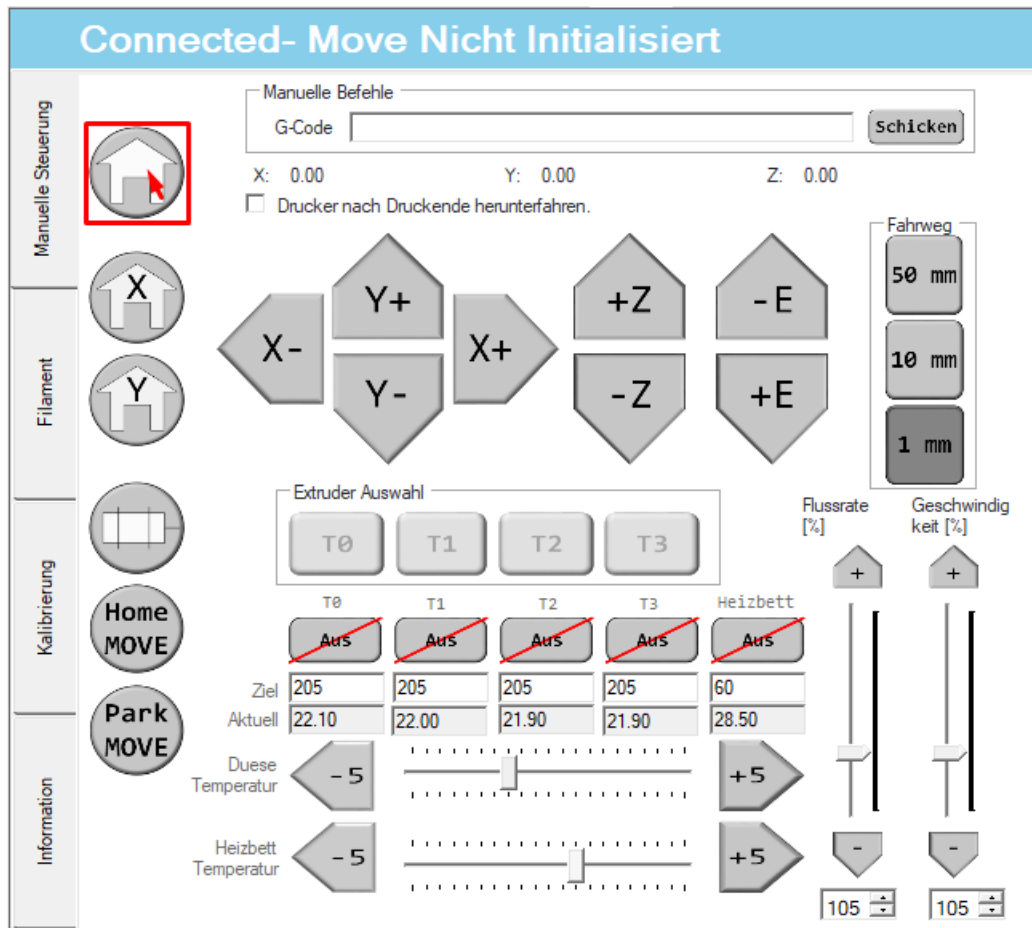 Connected- Move Nicht Initialisiert
Manuelle Steuerung
Filament
Kalibrierung
Information
Manuelle Befehle
G-Code
Schicken
X: 0.00 Y: 0.00 Z: 0.00
Drucker nach Druckende herunterfahren.
X
Y
Home
MOVE
Park
MOVE
X-
Y+
Y-
X+
+Z
-Z
-E
+E
Fahrweg
50 mm
10 mm
1 mm
Extruder Auswahl
T0 T1 T2 T3
T0 T1 T2 T3 Heizbett
Aus Aus Aus Aus Aus
Ziel 205 205 205 205 60
Aktuell 22.10 22.00 21.90 21.90 28.50
Duese
Temperatur
-5 +5
Heizbett
Temperatur
-5 +5
Flussrate
[%]
+
-
105
Geschwindig
keit [%]
+
-
105